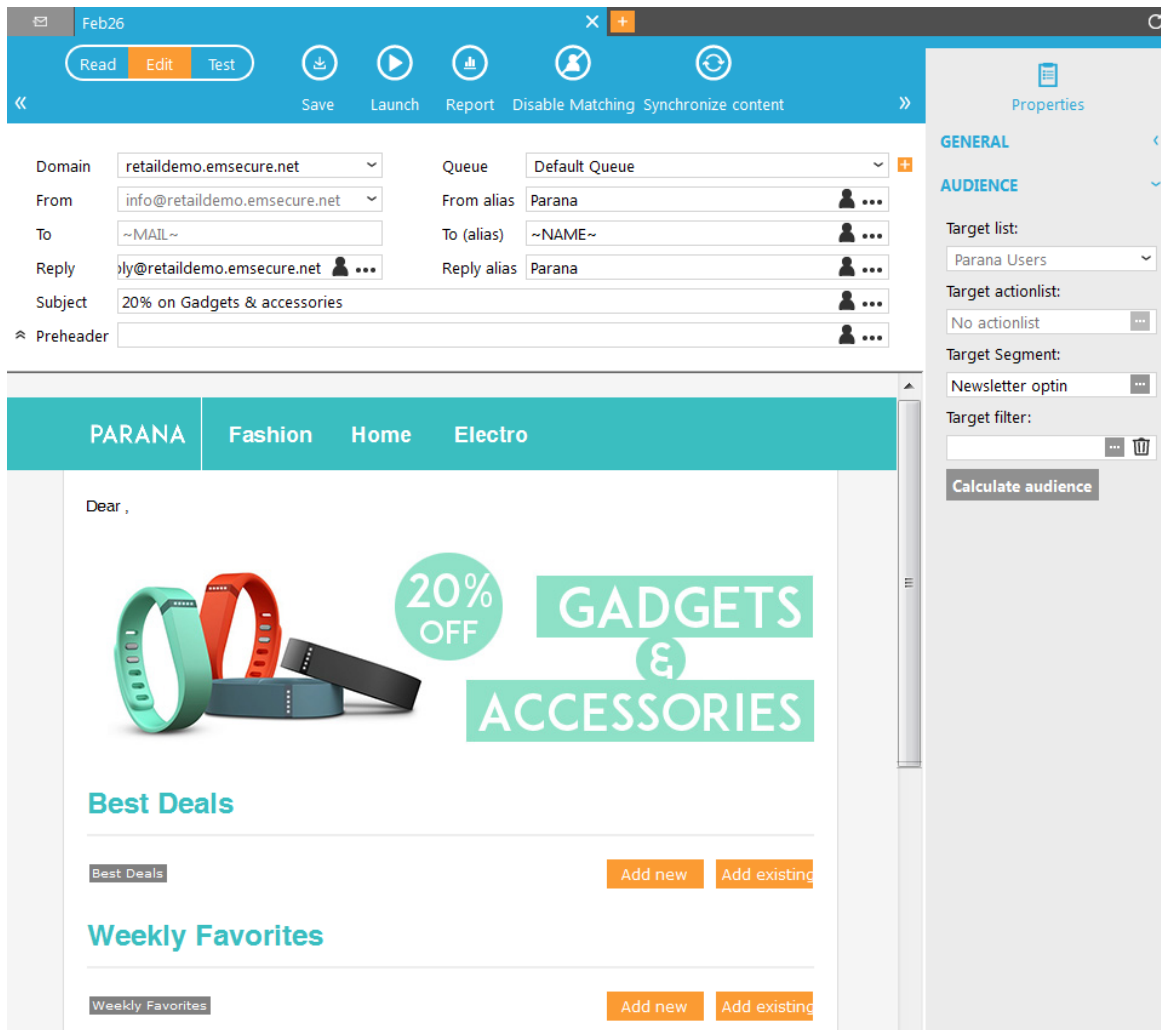 Feb26
Read Edit Test
Save Launch Report Disable Matching Synchronize content
Properties
GENERAL
AUDIENCE
Domain retaildemo.emsecure.net Queue Default Queue
From info@retaildemo.emsecure.net From alias Parana
To ~MAIL~ To (alias) ~NAME~
Reply ply@retaildemo.emsecure.net Reply alias Parana
Subject 20% on Gadgets & accessories
Preheader
Target list:
Parana Users
Target actionlist:
No actionlist
Target Segment:
Newsletter optin
Target filter:
Calculate audience
PARANA Fashion Home Electro
Dear ,
20%
OFF
GADGETS
&
ACCESSORIES
Best Deals
Best Deals Add new Add existing
Weekly Favorites
Weekly Favorites Add new Add existing